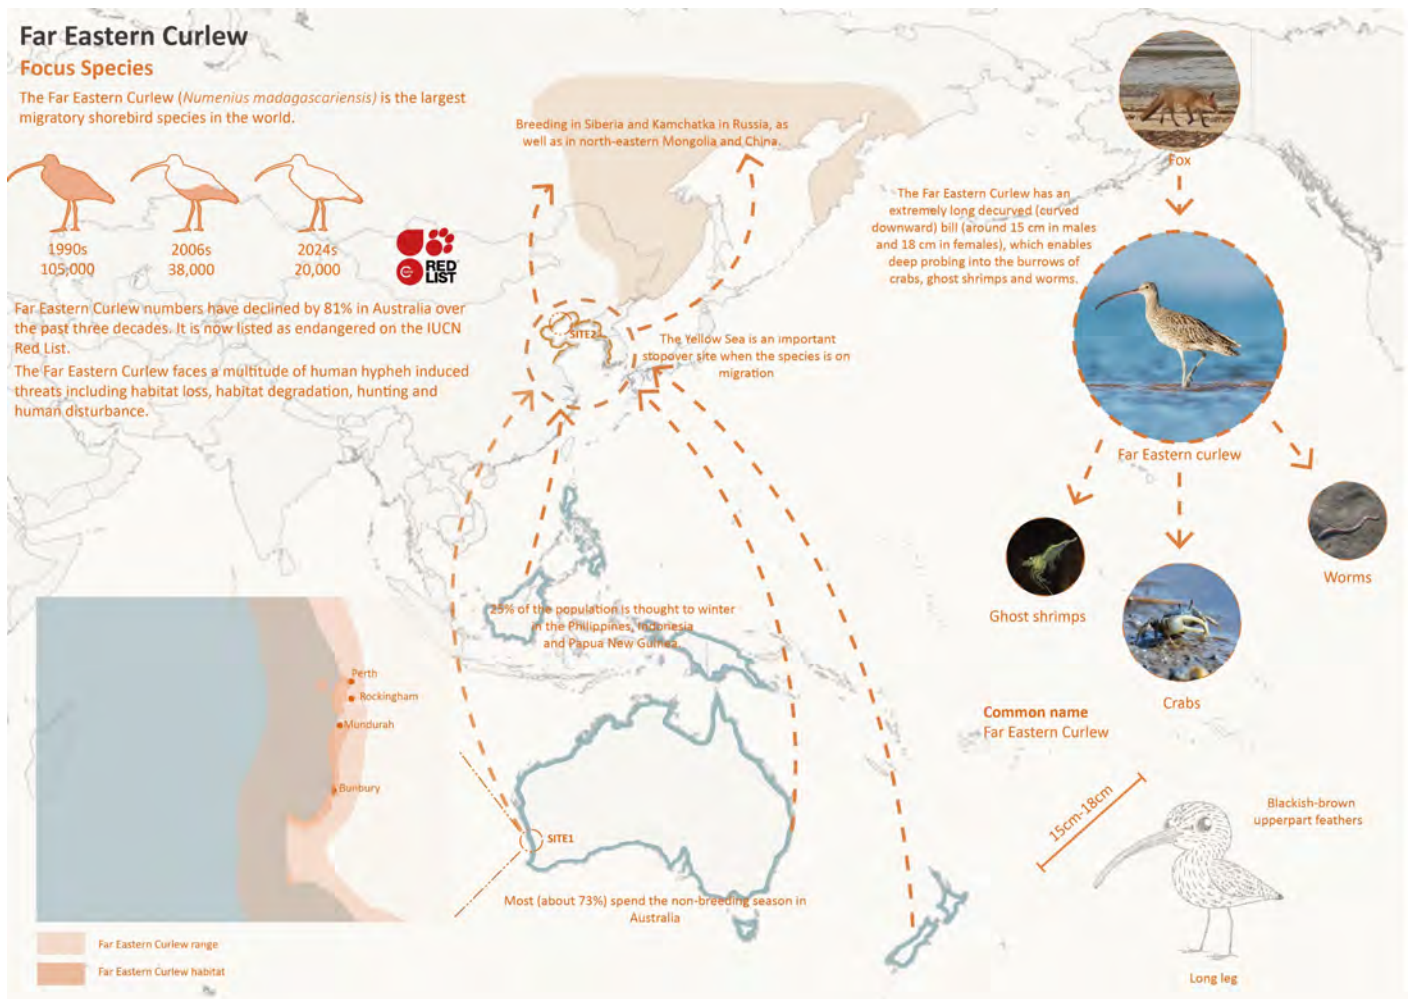 Far Eastern Curlew
Focus Species
The Far Eastern Curlew (Numenius madagascariensis) is the largest
migratory shorebird species in the world.
1990s
105,000
2006s
38,000
2024s
20,000
RED
LIST
Far Eastern Curlew numbers have declined by 81% in Australia over
the past three decades. It is now listed as endangered on the IUCN
Red List.
The Far Eastern Curlew faces a multitude of human hypheh induced
threats including habitat loss, habitat degradation, hunting and
human disturbance.
Breeding in Siberia and Kamchatka in Russia, as
well as in north-eastern Mongolia and China.
SITE2
The Yellow Sea is an important
stopover site when the species is on
migration
25% of the population is thought to winter
in the Philippines, Indonesia
and Papua New Guinea.
SITE1
Most (about 73%) spend the non-breeding season in
Australia
Perth
Rockingham
Mundurah
Bunbury
Far Eastern Curlew range
Far Eastern Curlew habitat
Fox
The Far Eastern Curlew has an
extremely long decurved (curved
downward) bill (around 15 cm in males
and 18 cm in females), which enables
deep probing into the burrows of
crabs, ghost shrimps and worms.
Far Eastern curlew
Ghost shrimps
Crabs
Worms
Common name
Far Eastern Curlew
15cm-18cm
Blackish-brown
upperpart feathers
Long leg